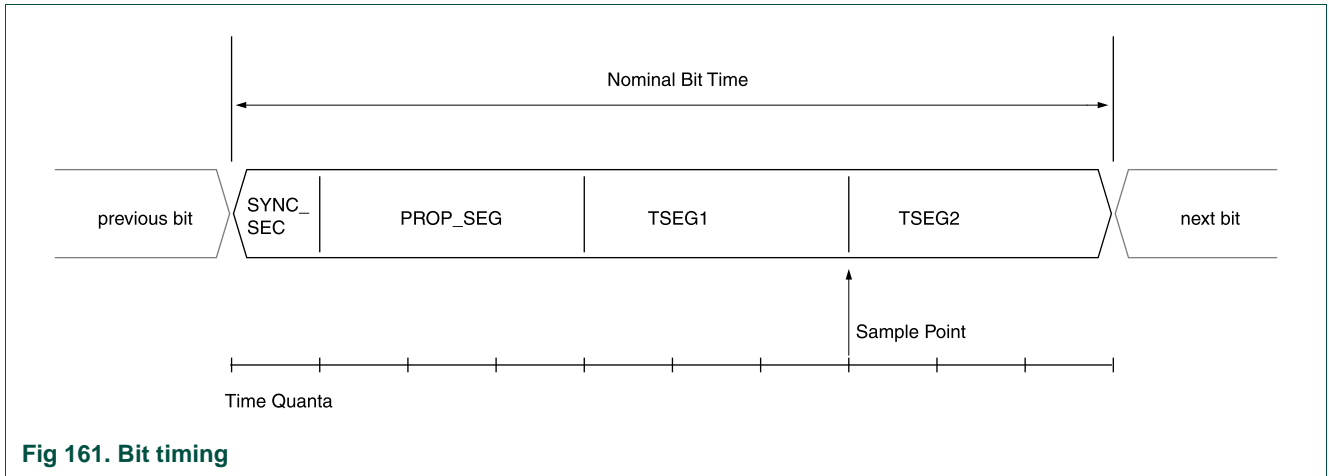 Nominal Bit Time
previous bit
SYNC_
SEC
PROP_SEG
TSEG1
TSEG2
next bit
Sample Point
Time Quanta
Fig 161. Bit timing